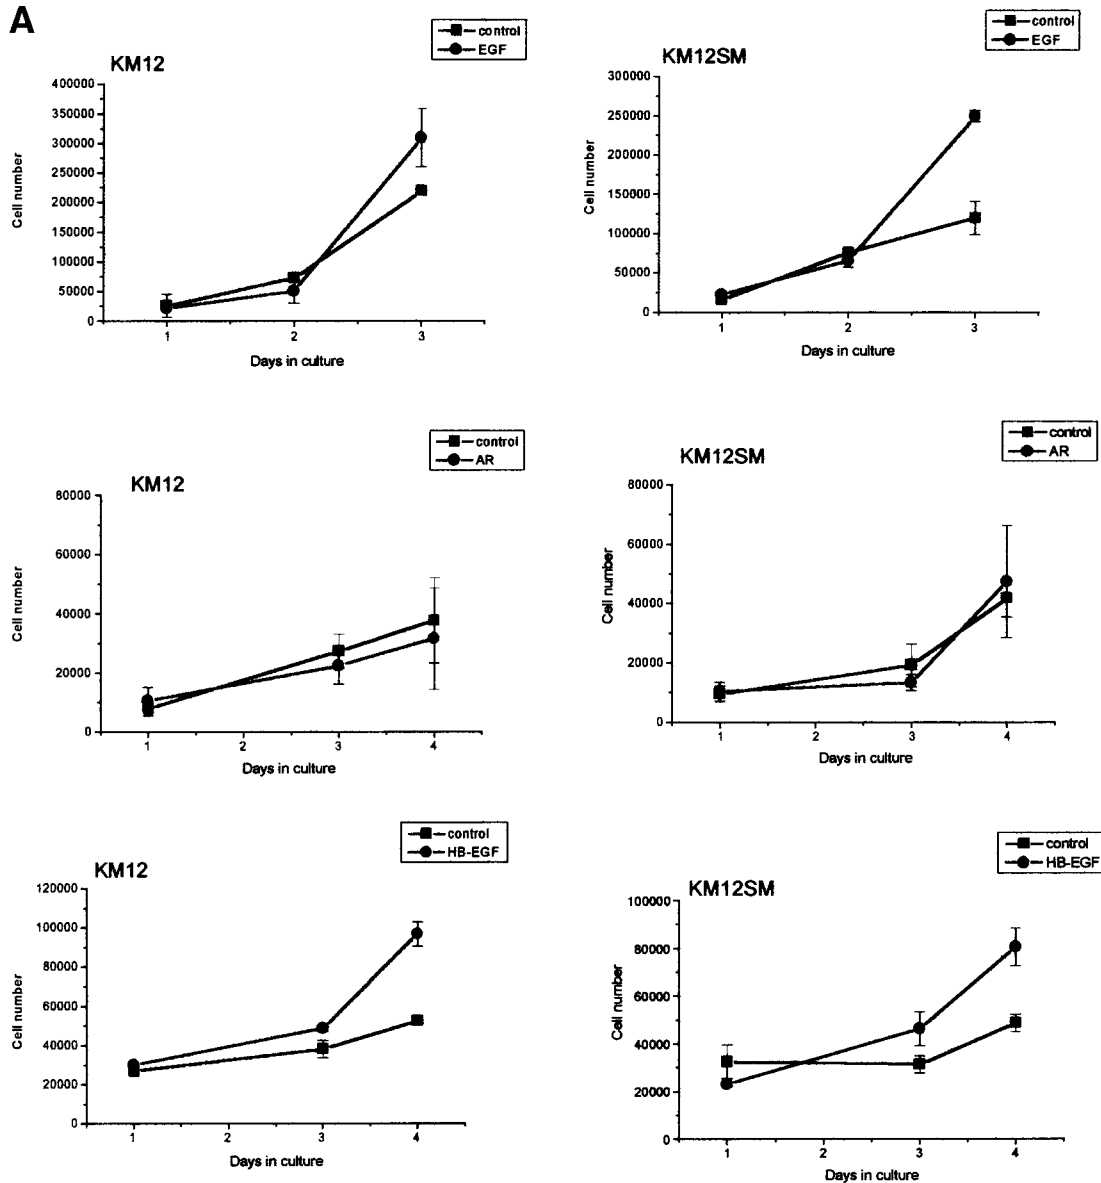 A
control
EGF
KM12
400000
350000
300000
250000
200000
150000
100000
50000
0
Cell number
1 2 3
Days in culture
control
EGF
KM12SM
300000
250000
200000
150000
100000
50000
0
Cell number
1 2 3
Days in culture
control
AR
KM12
80000
60000
40000
20000
0
Cell number
1 2 3 4
Days in culture
control
AR
KM12SM
80000
60000
40000
20000
0
Cell number
1 2 3 4
Days in culture
control
HB-EGF
KM12
120000
100000
80000
60000
40000
20000
0
Cell number
1 2 3 4
Days in culture
control
HB-EGF
KM12SM
100000
80000
60000
40000
20000
0
Cell number
1 2 3 4
Days in culture